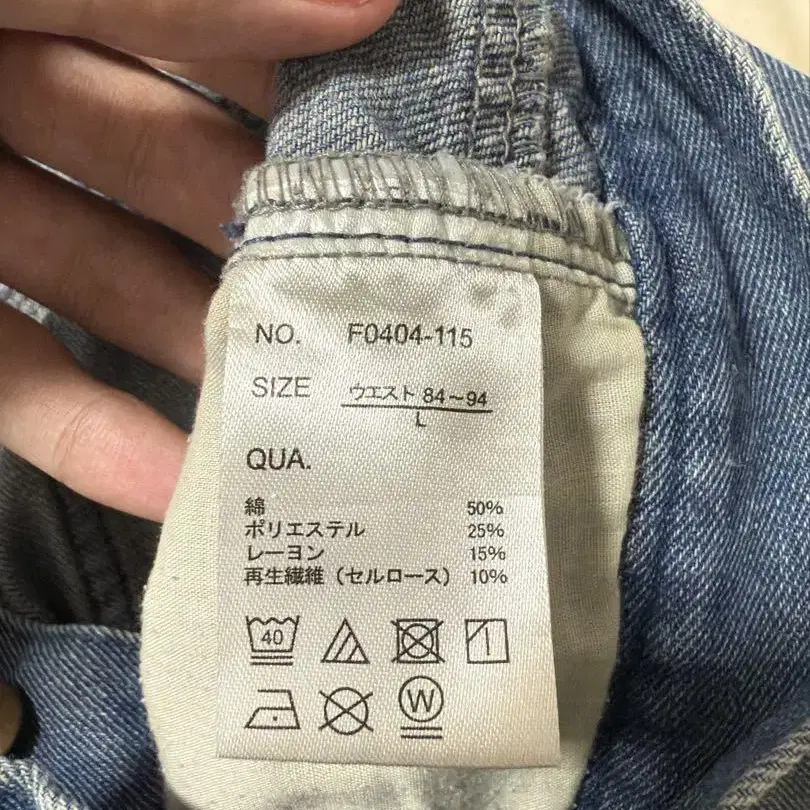 NO. F0404-115
SIZE ウエスト 84〜94
L
QUA.
綿 50%
ポリエステル 25%
レーヨン 15%
再生繊維（セルロース） 10%
40
W